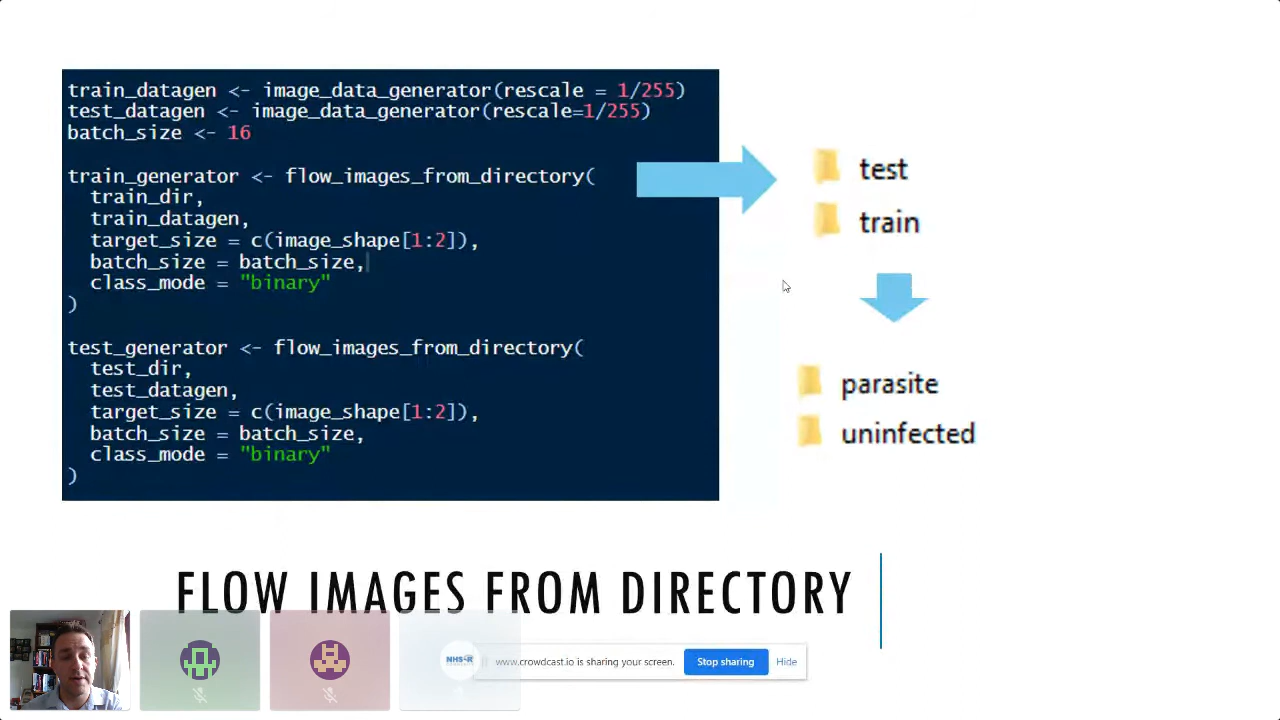 train_datagen <- image_data_generator(rescale = 1/255)
test_datagen <- image_data_generator(rescale=1/255)
batch_size <- 16
train_generator <- flow_images_from_directory(
train_dir,
train_datagen,
target_size = c(image_shape[1:2]),
batch_size = batch_size,
class_mode = "binary"
)
test_generator <- flow_images_from_directory(
test_dir,
test_datagen,
target_size = c(image_shape[1:2]),
batch_size = batch_size,
class_mode = "binary"
)
test
train
parasite
uninfected
FLOW IMAGES FROM DIRECTORY
NHS-R
www.crowdcast.io is sharing your screen.
Stop sharing
Hide